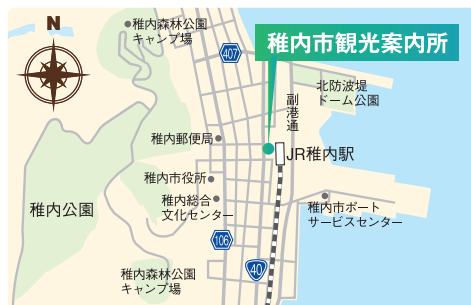 N
稚内森林公園
キャンプ場
407
稚内市観光案内所
北防波堤
ドーム公園
副港通
稚内郵便局
JR稚内駅
稚内市役所
稚内総合
文化センター
稚内公園
稚内市ポート
サービスセンター
106
40
稚内森林公園
キャンプ場